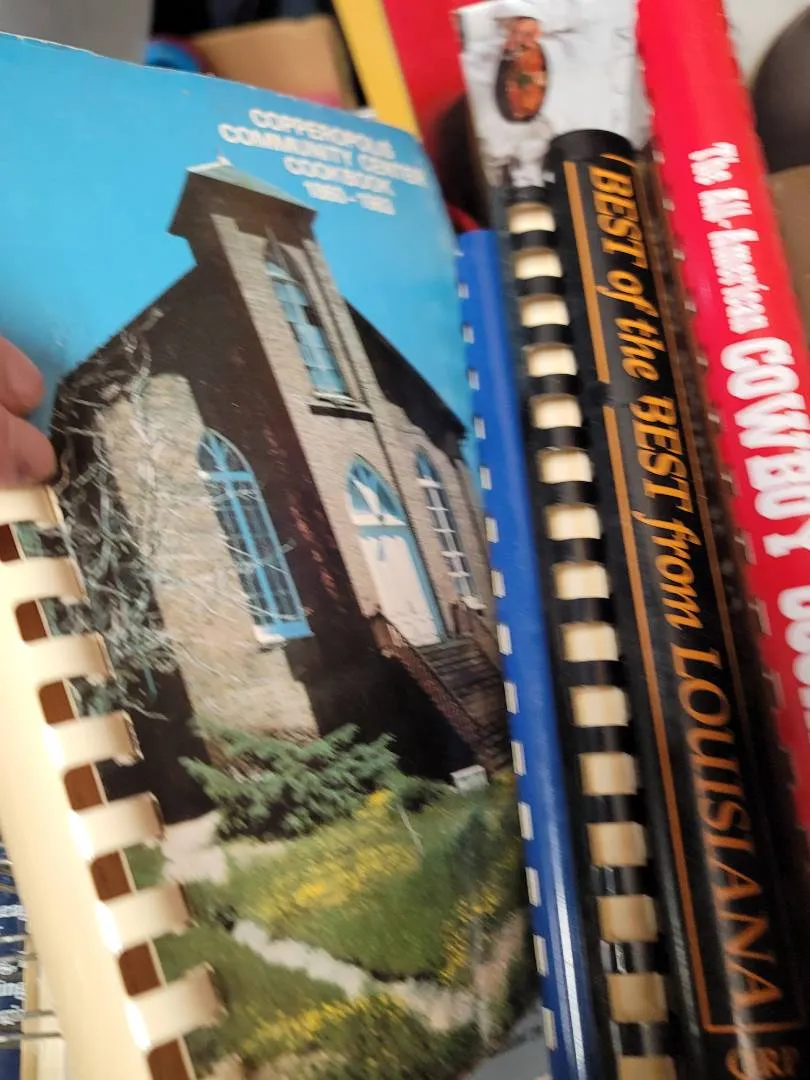 COPPEROPOLIS
COMMUNITY CENTER
COOKBOOK
BEST of the BEST from LOUISIANA
The All-American COWBOY